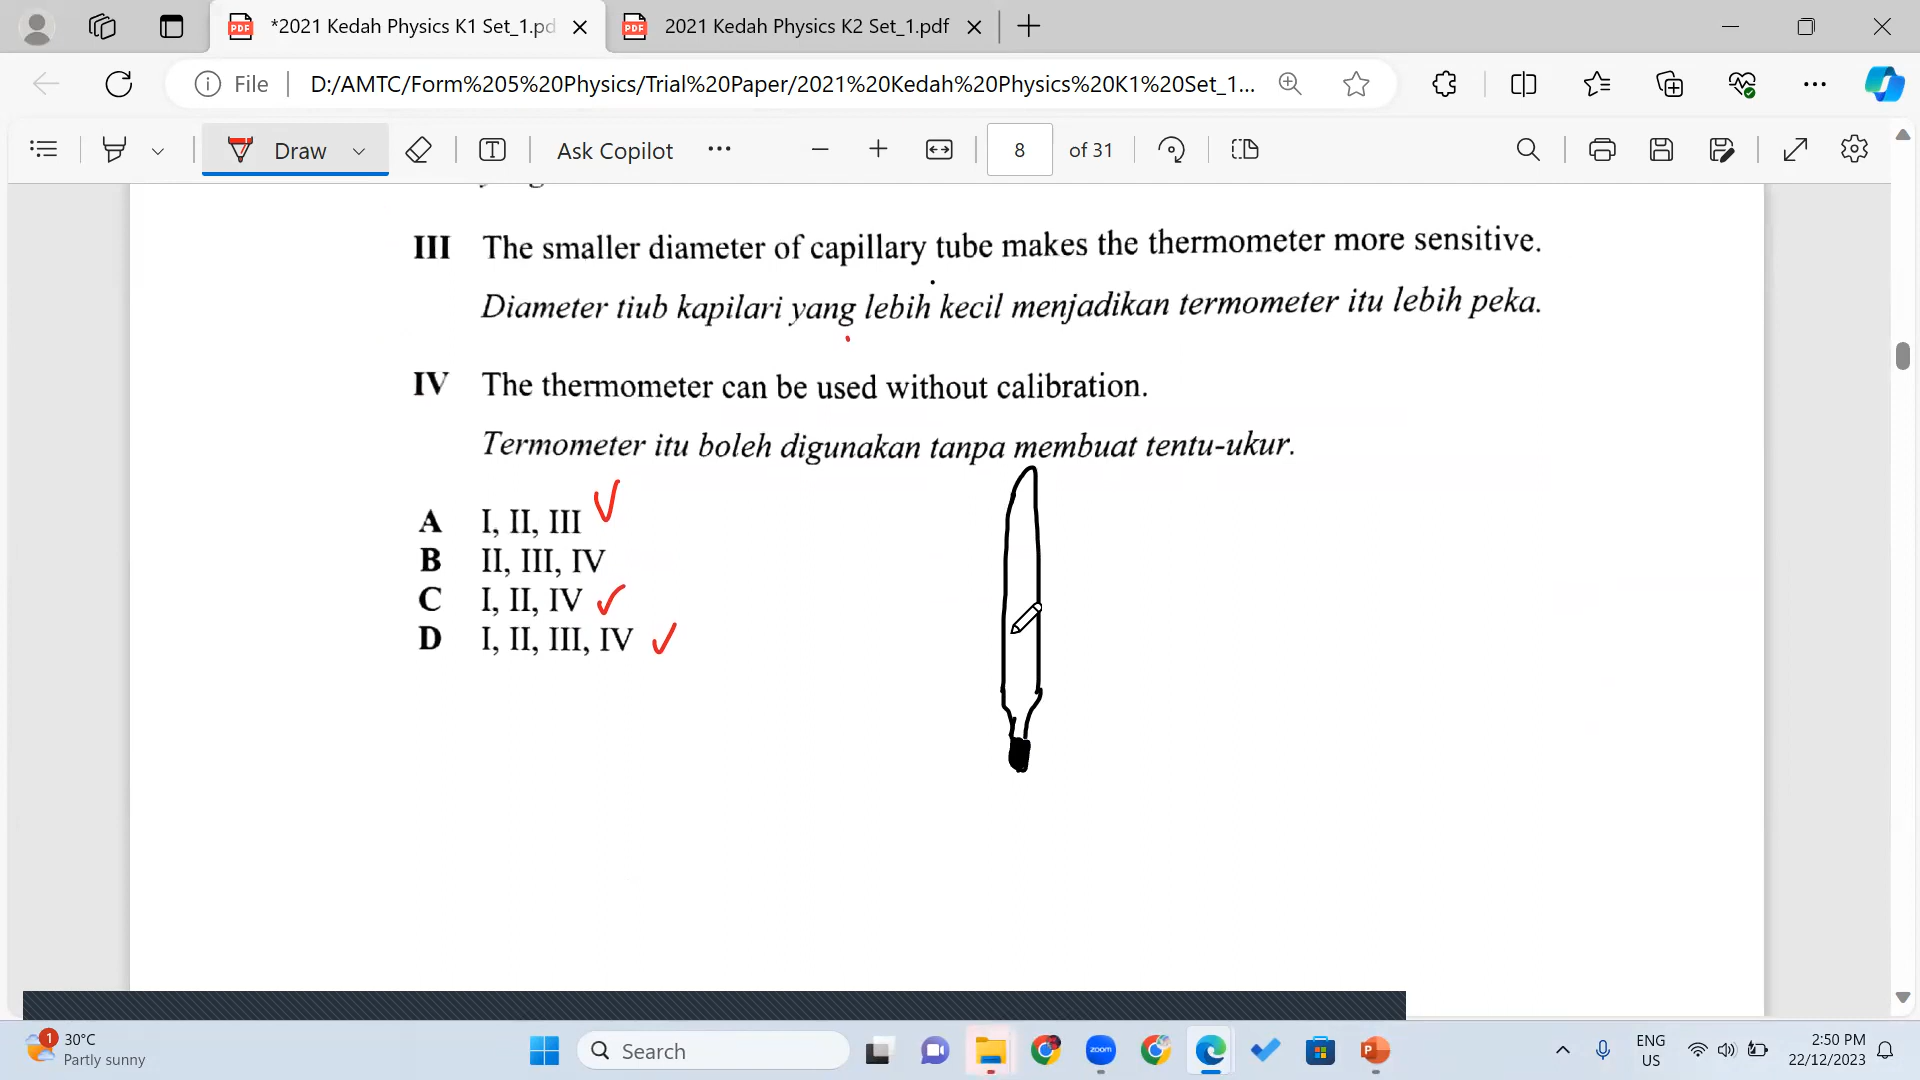 *2021 Kedah Physics K1 Set_1.pd
2021 Kedah Physics K2 Set_1.pdf
File
D:/AMTC/Form%205%20Physics/Trial%20Paper/2021%20Kedah%20Physics%20K1%20Set_1...
Draw
Ask Copilot
8 of 31
III The smaller diameter of capillary tube makes the thermometer more sensitive.
Diameter tiub kapilari yang lebih kecil menjadikan termometer itu lebih peka.
IV The thermometer can be used without calibration.
Termometer itu boleh digunakan tanpa membuat tentu-ukur.
A I, II, III
B II, III, IV
C I, II, IV
D I, II, III, IV
1
30°C
Partly sunny
Search
zoom
ENG
US
2:50 PM
22/12/2023